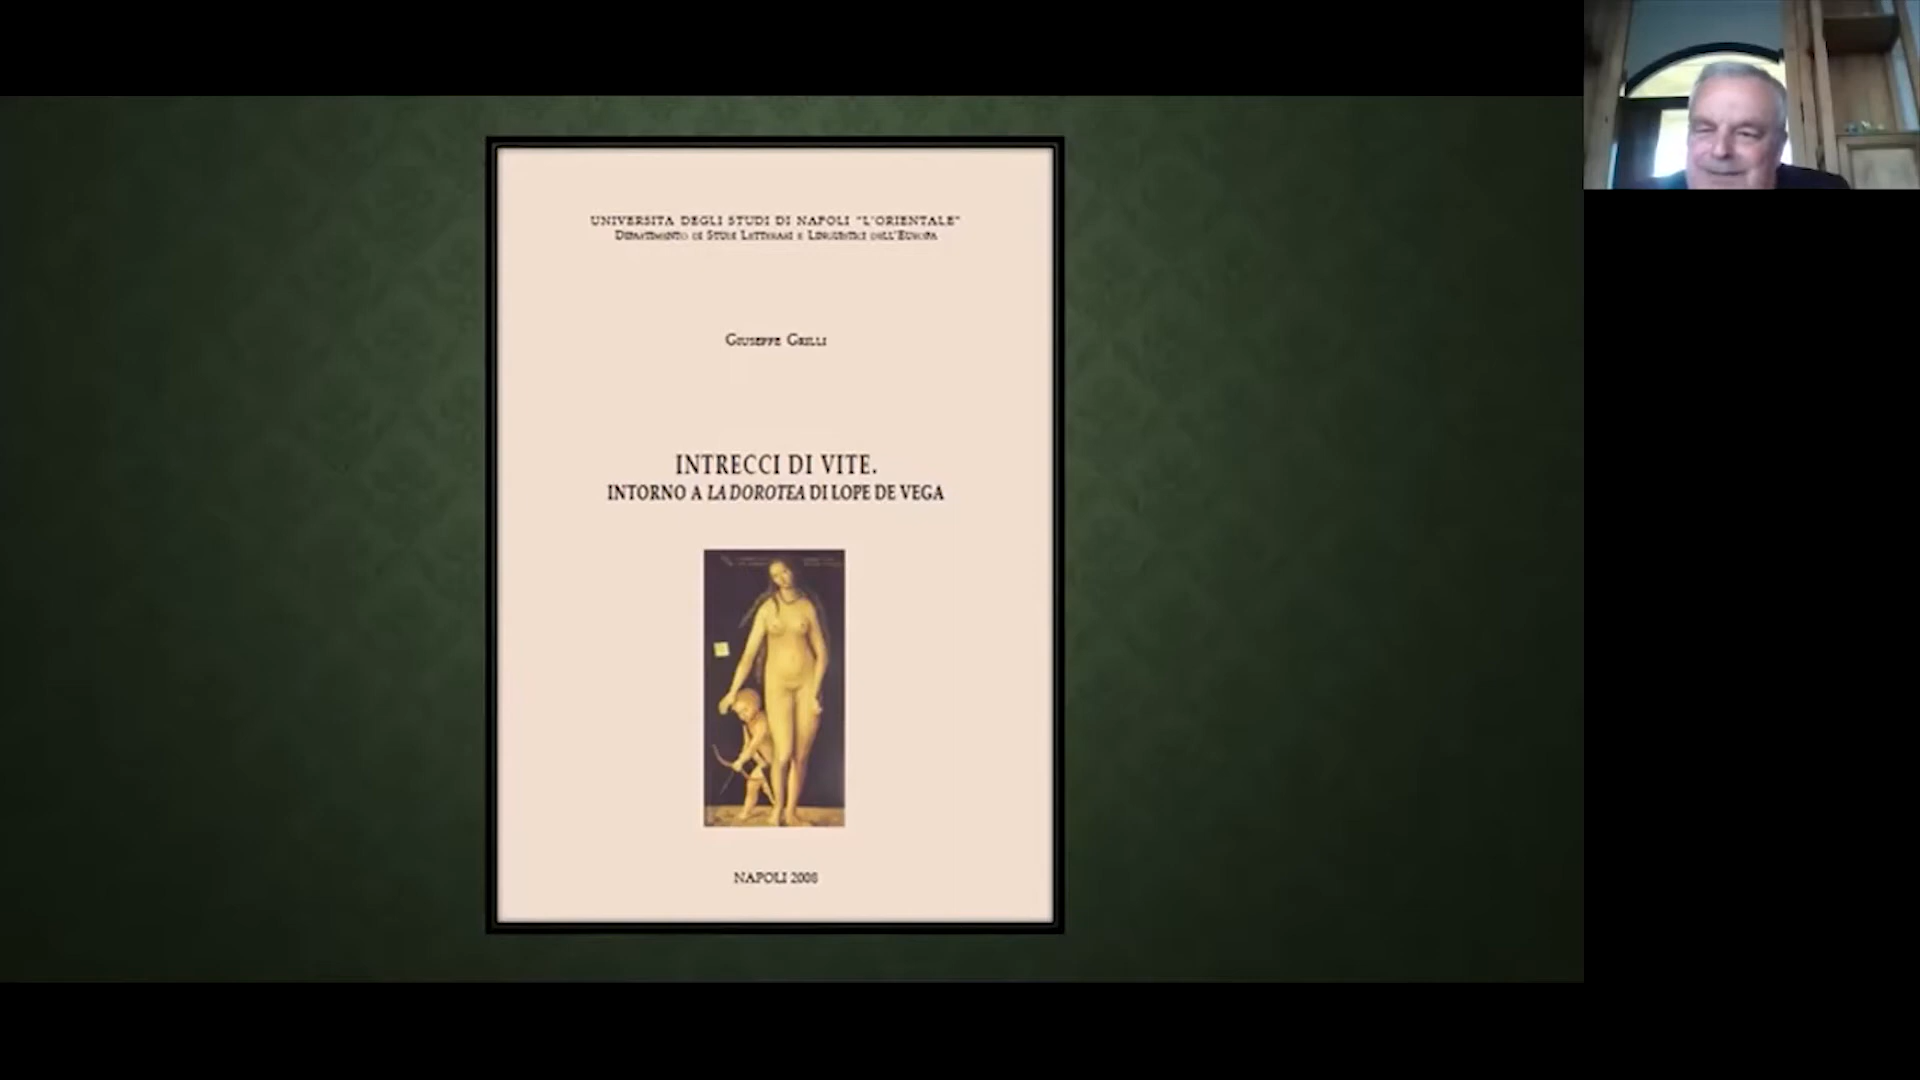 UNIVERSITA DEGLI STUDI DI NAPOLI "L'ORIENTALE"
DIPARTIMENTO DI STUDI LETTERARI E LINGUISTICI DELL'EUROPA
GIUSEPPE GRILLI
INTRECCI DI VITE.
INTORNO A LA DOROTEA DI LOPE DE VEGA
NAPOLI 2008